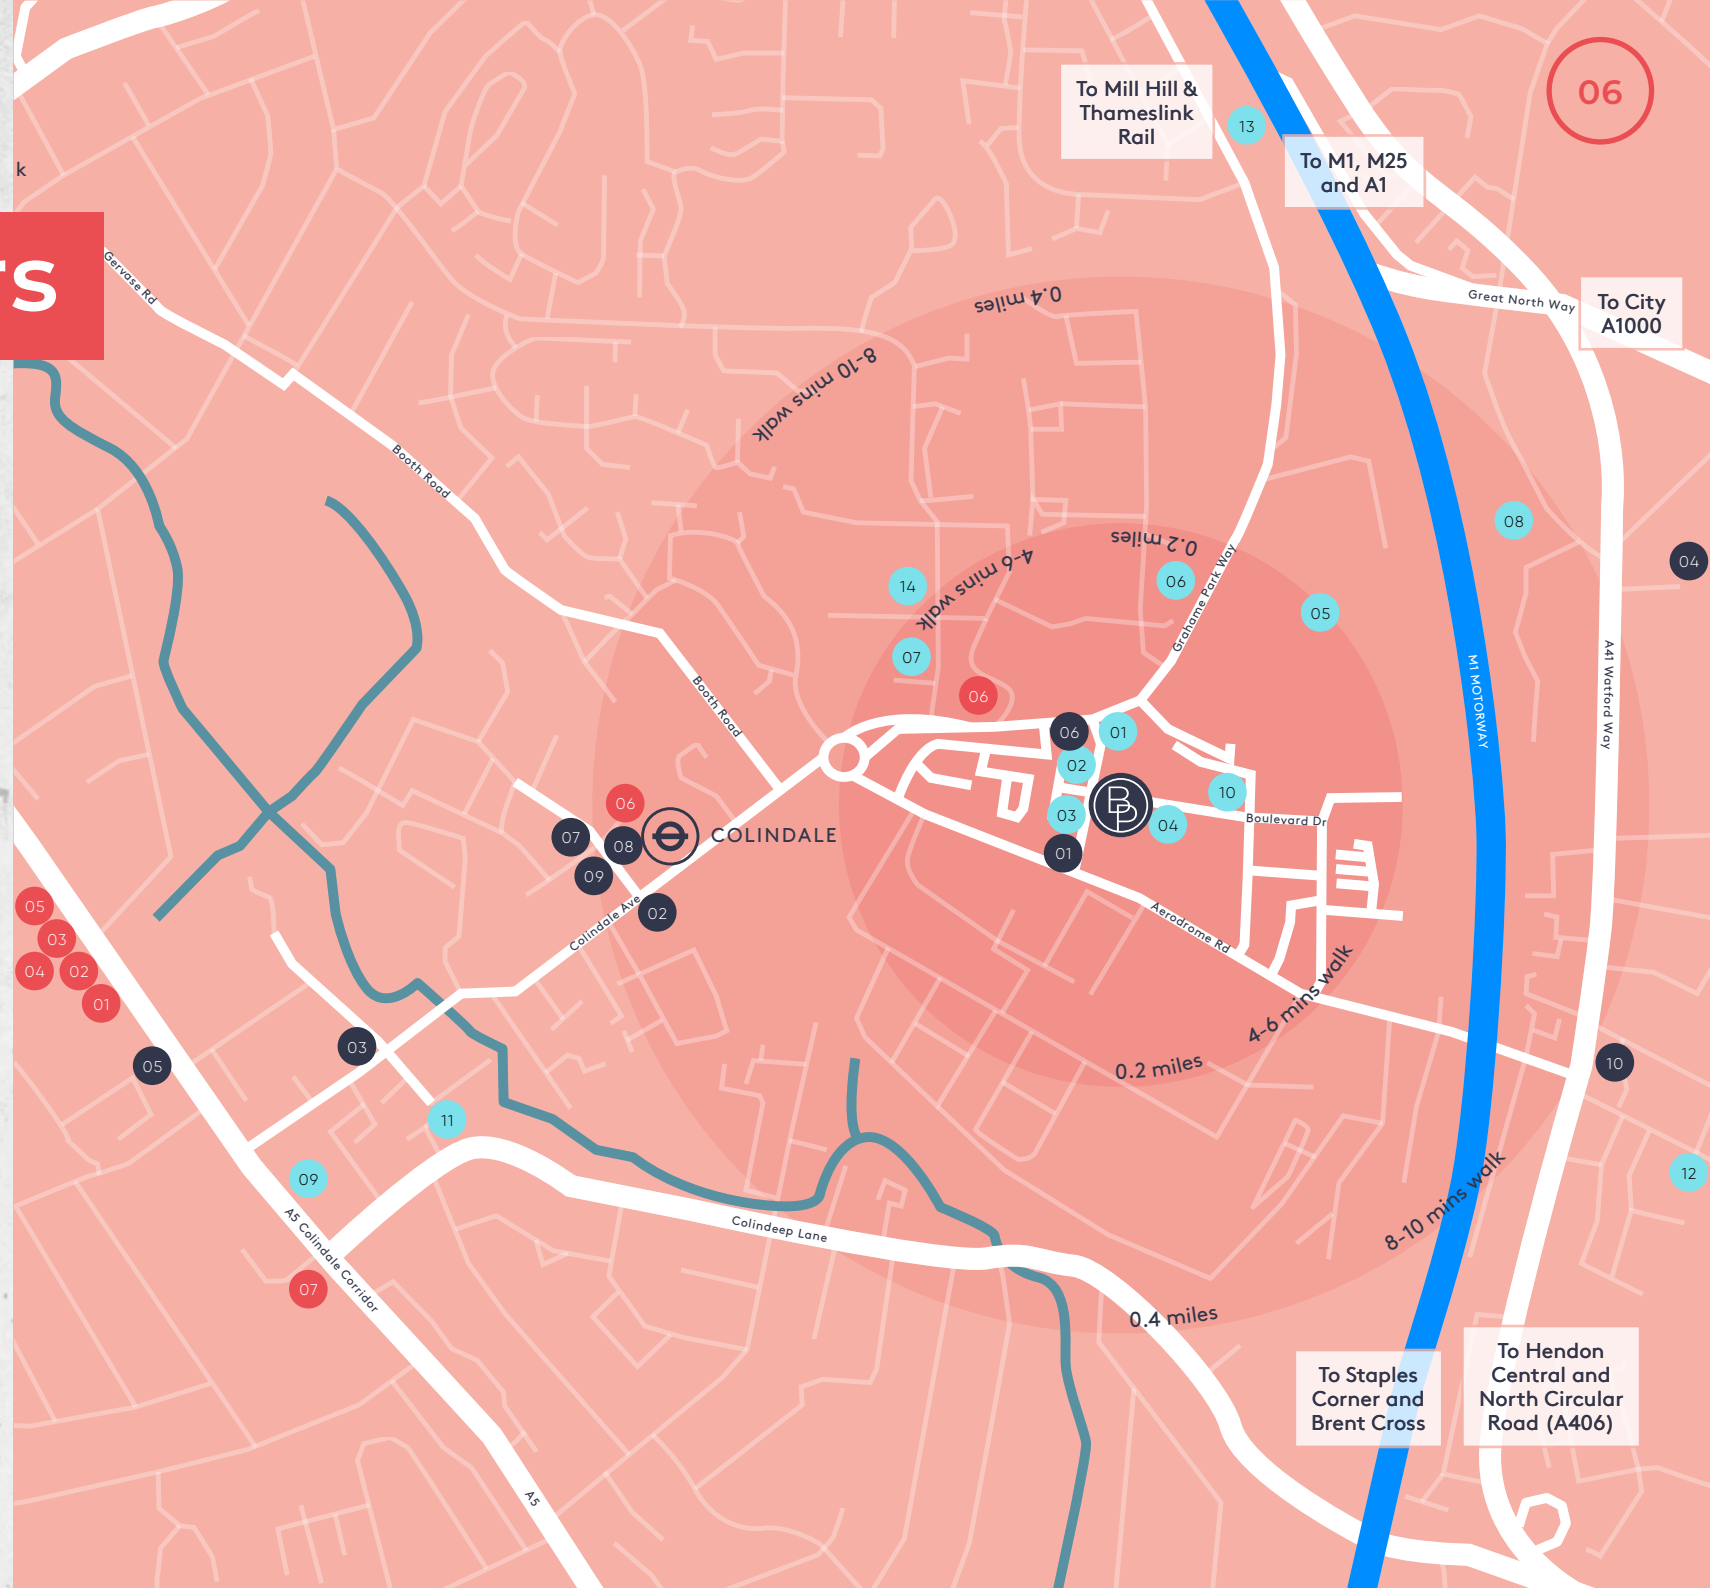 06
To Mill Hill &
Thameslink
Rail
13
To M1, M25
and A1
k
TS
Gervase Rd
Great North Way
To City
A1000
0.4 miles
8-10 mins walk
Booth Road
08
04
0.2 miles
4-6 mins walk
14
06
05
Grahame Park Way
07
06
M1 MOTORWAY
A41 Watford Way
Booth Road
06
01
02
10
06
03
BP
04
Boulevard Dr
07
08
COLINDALE
01
09
02
Colindale Ave
Aerodrome Rd
05
03
04
02
01
4-6 mins walk
03
05
0.2 miles
10
11
09
12
8-10 mins walk
A5 Colindale Corridor
Colindeep Lane
07
0.4 miles
To Staples
Corner and
Brent Cross
To Hendon
Central and
North Circular
Road (A406)
A5